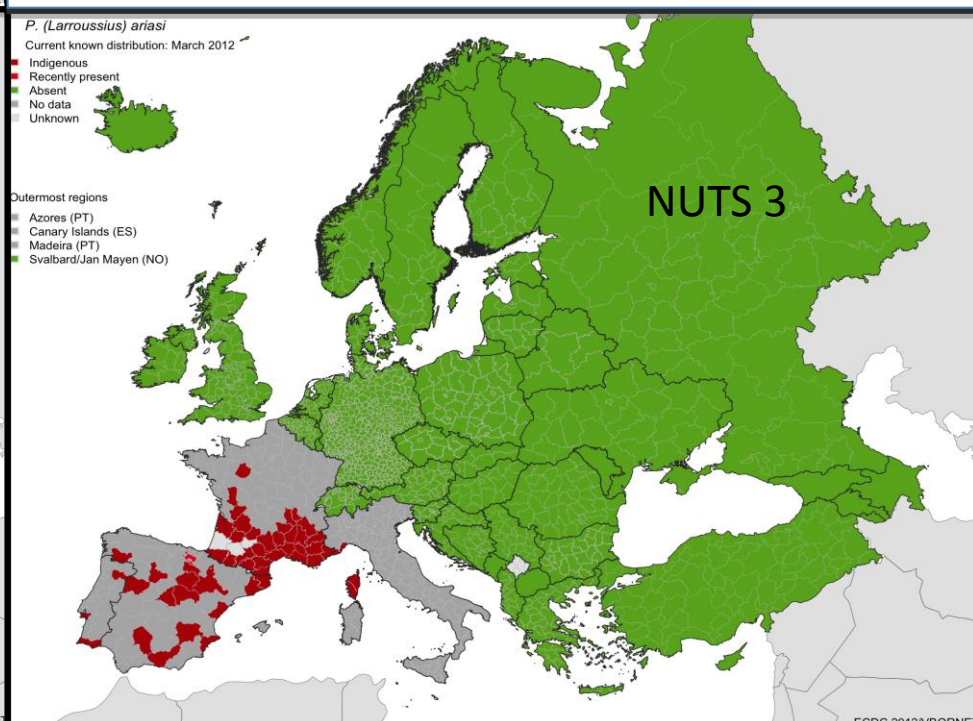 P. (Larroussius) ariasi
Current known distribution: March 2012
Indigenous
Recently present
Absent
No data
Unknown
NUTS 3
Outermost regions
Azores (PT)
Canary Islands (ES)
Madeira (PT)
Svalbard/Jan Mayen (NO)